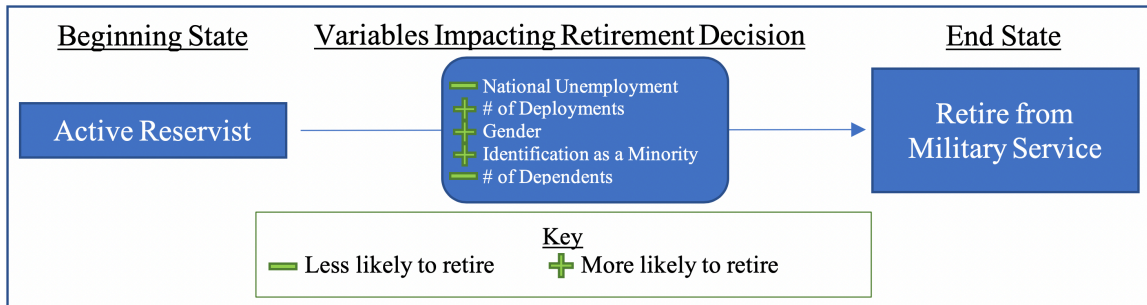 Beginning State
Variables Impacting Retirement Decision
End State
Active Reservist
National Unemployment
# of Deployments
Gender
Identification as a Minority
# of Dependents
Retire from
Military Service
Key
Less likely to retire
More likely to retire